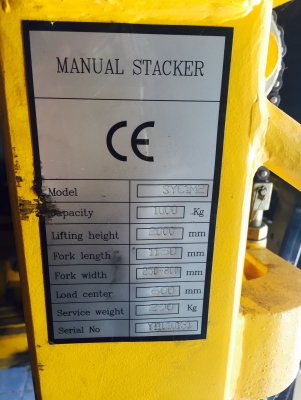 MANUAL STACKER
CE
Model
Capacity 1000 Kg
Lifting height 2000 mm
Fork length mm
Fork width mm
Load center mm
Service weight Kg
Serial No